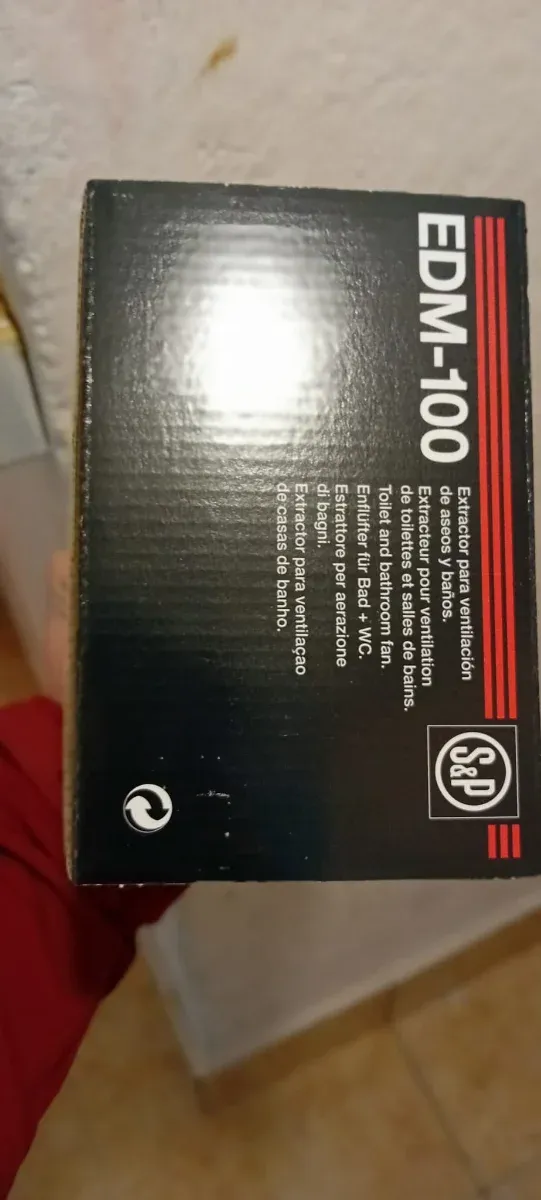 EDM-100
Extractor para ventilación
de aseos y baños.
Extracteur pour ventilation
de toilettes et salles de bains.
Toilet and bathroom fan.
Enflufter für Bad + WC.
Estrattore per aerazione
di bagni.
Extractor para ventilaçao
de casas de banho.
S&P